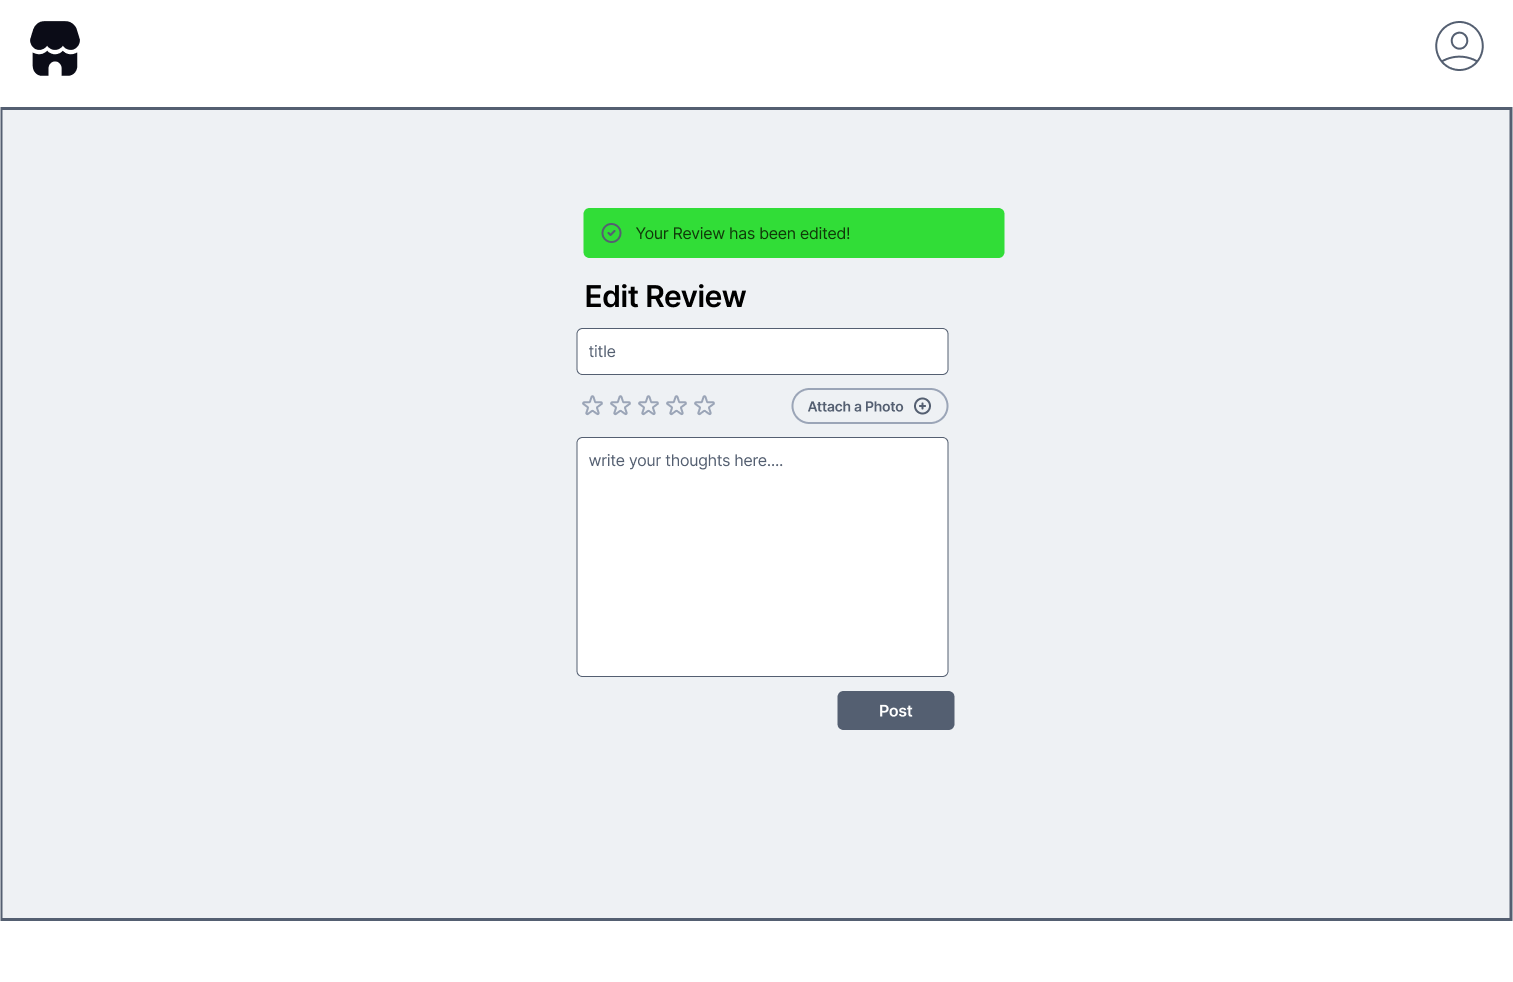 Your Review has been edited!
Edit Review
title
Attach a Photo
write your thoughts here....
Post